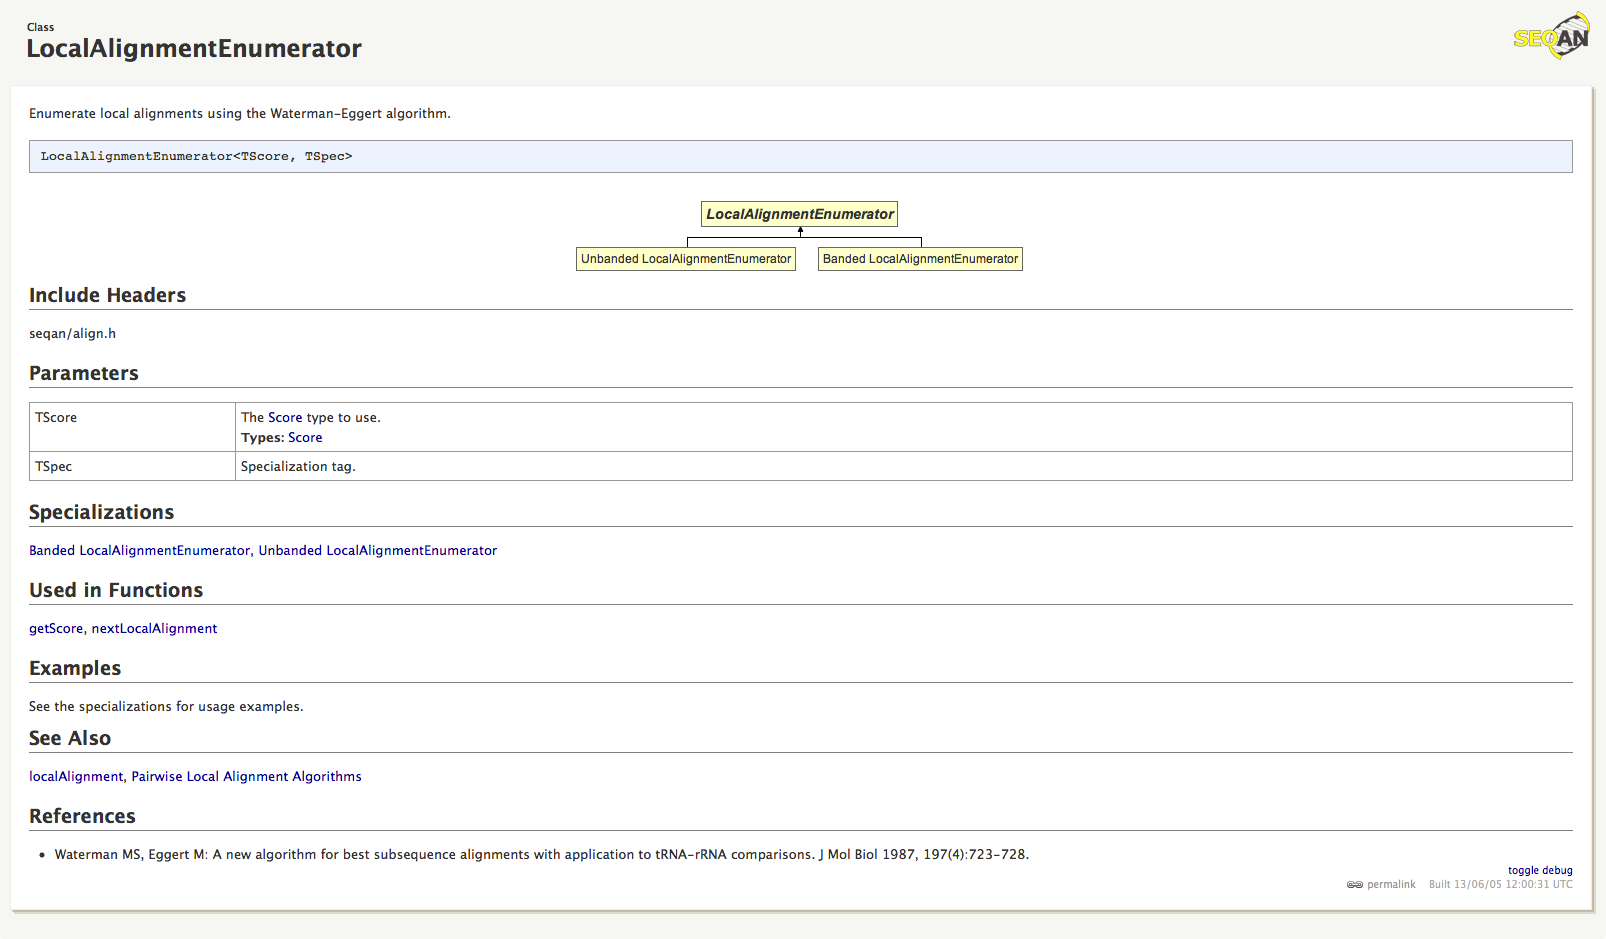 Class
LocalAlignmentEnumerator
SEQAN
Enumerate local alignments using the Waterman-Eggert algorithm.
LocalAlignmentEnumerator<TScore, TSpec>
LocalAlignmentEnumerator
Unbanded LocalAlignmentEnumerator
Banded LocalAlignmentEnumerator
Include Headers
seqan/align.h
Parameters
TScore
The Score type to use.
Types: Score
TSpec
Specialization tag.
Specializations
Banded LocalAlignmentEnumerator, Unbanded LocalAlignmentEnumerator
Used in Functions
getScore, nextLocalAlignment
Examples
See the specializations for usage examples.
See Also
localAlignment, Pairwise Local Alignment Algorithms
References
• Waterman MS, Eggert M: A new algorithm for best subsequence alignments with application to tRNA-rRNA comparisons. J Mol Biol 1987, 197(4):723-728.
toggle debug
permalink Built 13/06/05 12:00:31 UTC